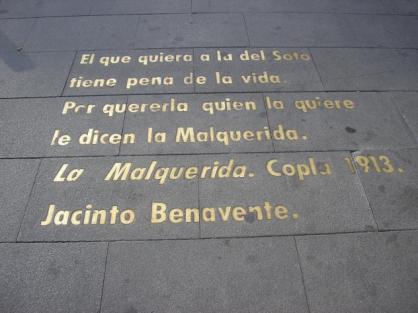 El que quiera a la del Soto
tiene pena de la vida.
Por quererla quien la quiere
le dicen la Malquerida.
La Malquerida. Copla 1913.
Jacinto Benavente.